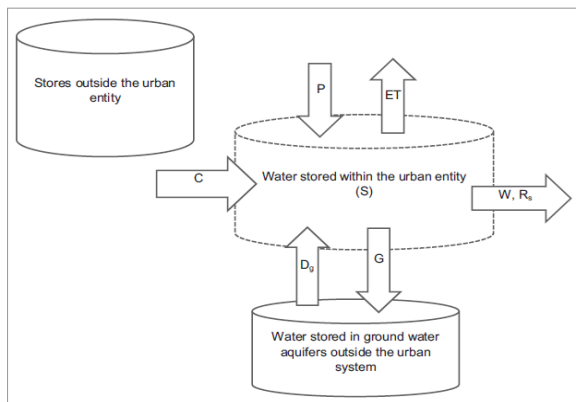 Stores outside the urban
entity
P
ET
C
Water stored within the urban entity
(S)
W, Rs
Dg
G
Water stored in ground water
aquifers outside the urban
system